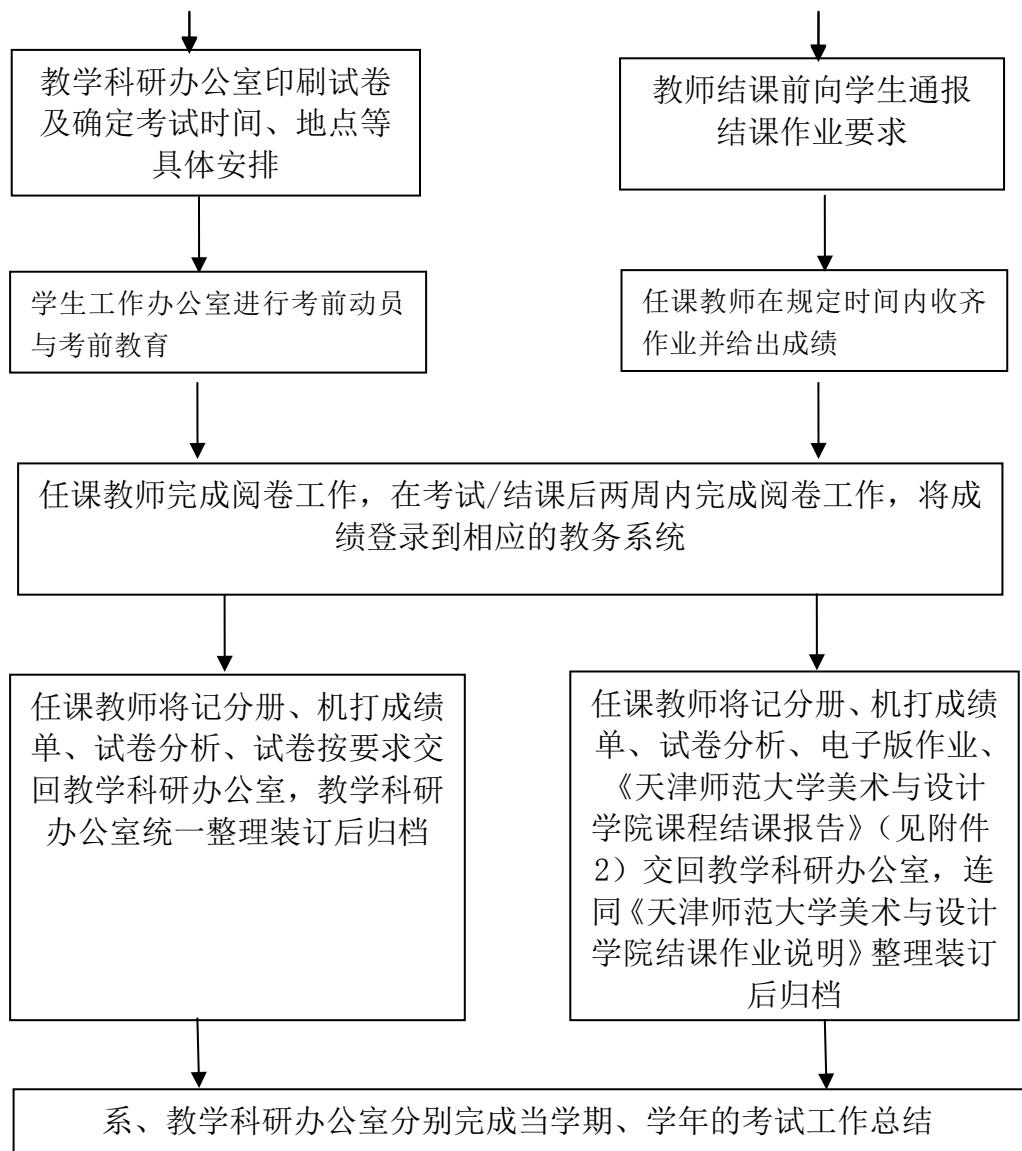 教学科研办公室印刷试卷
及确定考试时间、地点等
具体安排
教师结课前向学生通报
结课作业要求
学生工作办公室进行考前动员
与考前教育
任课教师在规定时间内收齐
作业并给出成绩
任课教师完成阅卷工作，在考试/结课后两周内完成阅卷工作，将成
绩登录到相应的教务系统
任课教师将记分册、机打成绩
单、试卷分析、试卷按要求交
回教学科研办公室，教学科研
办公室统一整理装订后归档
任课教师将记分册、机打成绩
单、试卷分析、电子版作业、
《天津师范大学美术与设计
学院课程结课报告》（见附件
2）交回教学科研办公室，连
同《天津师范大学美术与设计
学院结课作业说明》整理装订
后归档
系、教学科研办公室分别完成当学期、学年的考试工作总结